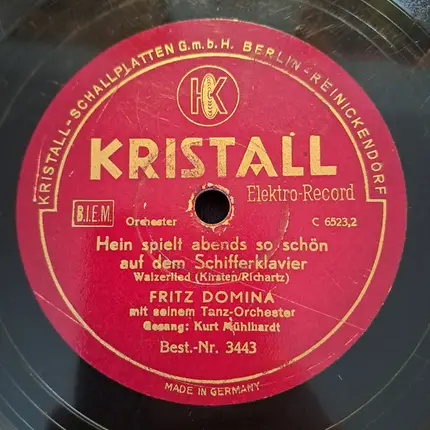 KRISTALL-SCHALLPLATTEN G.m.b.H. BERLIN-REINICKENDORF
K
KRISTALL
Elektro-Record
B.I.E.M.
Orchester
C 6523,2
Hein spielt abends so schön
auf dem Schifferklavier
Walzerlied (Kirsten/Richartz)
FRITZ DOMINA
mit seinem Tanz-Orchester
Gesang: Kurt Mühlhardt
Best.-Nr. 3443
MADE IN GERMANY